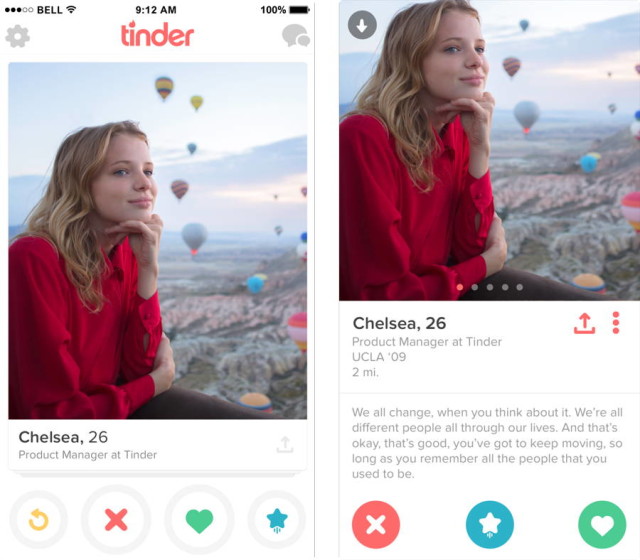 BELL
9:12 AM
100%
tinder
Chelsea, 26
Product Manager at Tinder
Chelsea, 26
Product Manager at Tinder
UCLA ‘09
2 mi.
We all change, when you think about it. We’re all
different people all through our lives. And that’s
okay, that’s good, you’ve got to keep moving, so
long as you remember all the people that you
used to be.